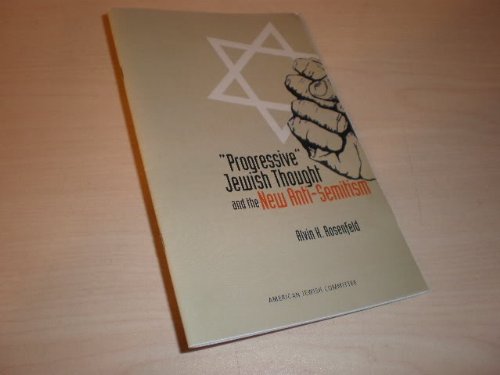 "Progressive"
Jewish Thought
and the New Anti-Semitism
Alvin H. Rosenfeld
AMERICAN JEWISH COMMITTEE